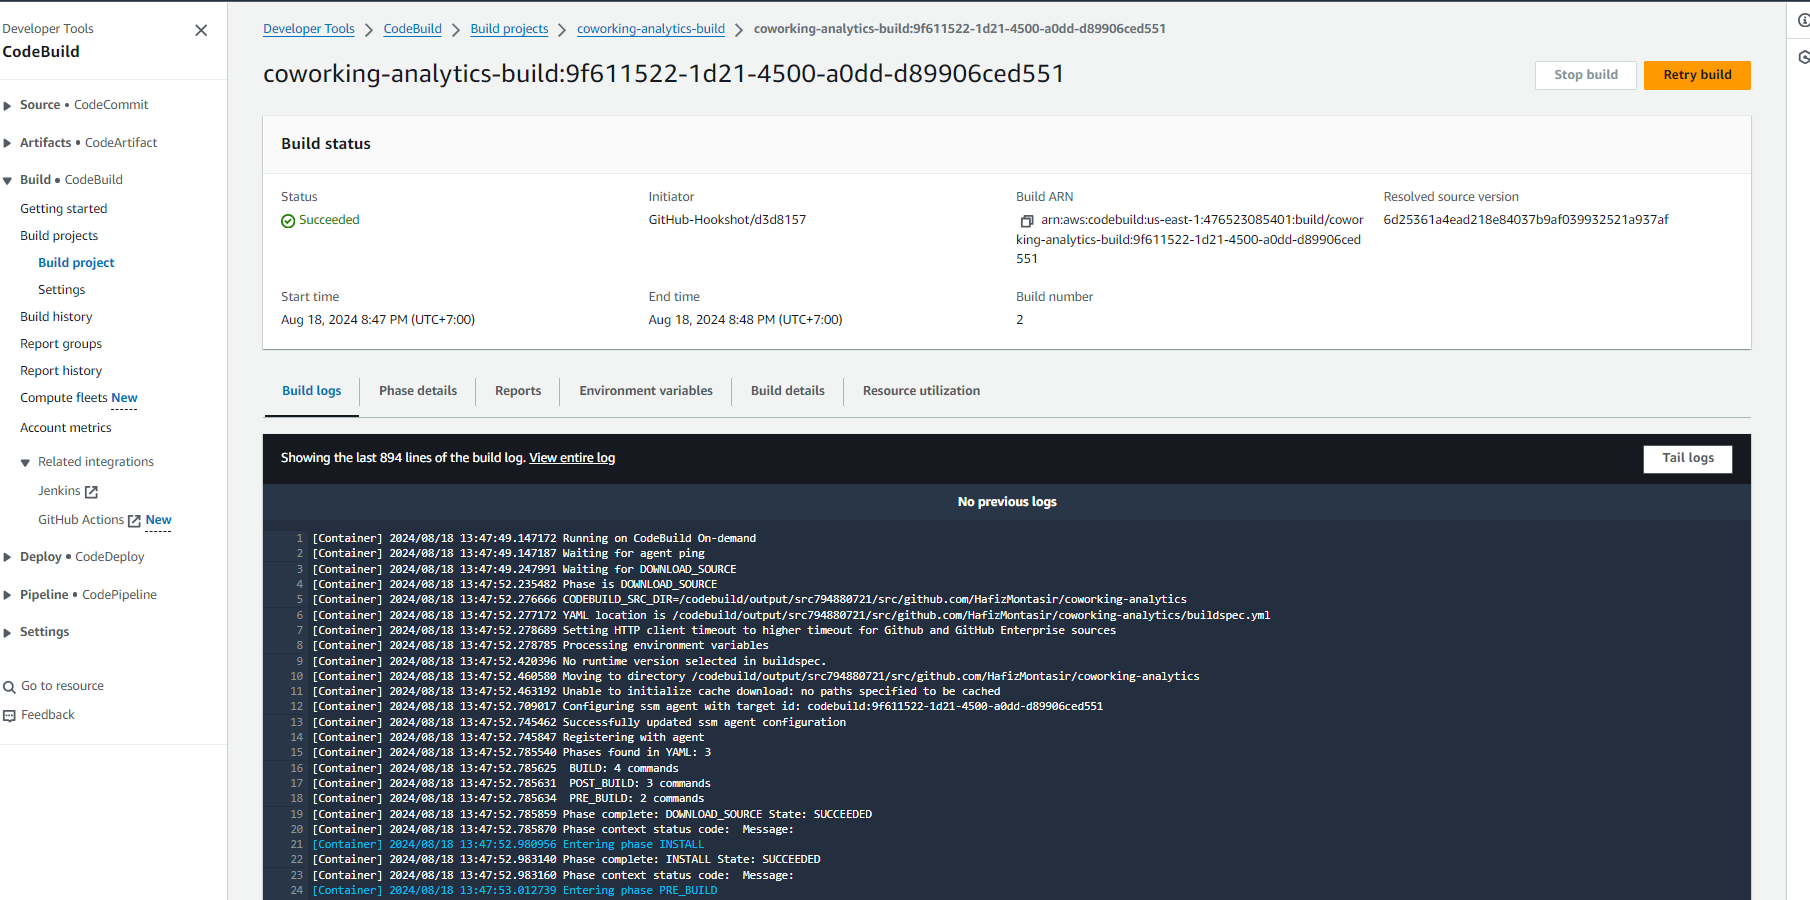 Developer Tools
CodeBuild
Source • CodeCommit
Artifacts • CodeArtifact
Build • CodeBuild
Getting started
Build projects
Build project
Settings
Build history
Report groups
Report history
Compute fleets New
Account metrics
Related integrations
Jenkins
GitHub Actions New
Deploy • CodeDeploy
Pipeline • CodePipeline
Settings
Go to resource
Feedback
Developer Tools > CodeBuild > Build projects > coworking-analytics-build > coworking-analytics-build:9f611522-1d21-4500-a0dd-d89906ced551
coworking-analytics-build:9f611522-1d21-4500-a0dd-d89906ced551
Stop build
Retry build
Build status
Status
Succeeded
Initiator
GitHub-Hookshot/d3d8157
Build ARN
arn:aws:codebuild:us-east-1:476523085401:build/cowor
king-analytics-build:9f611522-1d21-4500-a0dd-d89906ced
551
Resolved source version
6d25361a4ead218e84037b9af039932521a937af
Start time
Aug 18, 2024 8:47 PM (UTC+7:00)
End time
Aug 18, 2024 8:48 PM (UTC+7:00)
Build number
2
Build logs
Phase details
Reports
Environment variables
Build details
Resource utilization
Showing the last 894 lines of the build log. View entire log
Tail logs
No previous logs
1 [Container] 2024/08/18 13:47:49.147172 Running on CodeBuild On-demand
2 [Container] 2024/08/18 13:47:49.147187 Waiting for agent ping
3 [Container] 2024/08/18 13:47:49.247991 Waiting for DOWNLOAD_SOURCE
4 [Container] 2024/08/18 13:47:52.235482 Phase is DOWNLOAD_SOURCE
5 [Container] 2024/08/18 13:47:52.276666 CODEBUILD_SRC_DIR=/codebuild/output/src794880721/src/github.com/HafizMontasir/coworking-analytics
6 [Container] 2024/08/18 13:47:52.277172 YAML location is /codebuild/output/src794880721/src/github.com/HafizMontasir/coworking-analytics/buildspec.yml
7 [Container] 2024/08/18 13:47:52.278689 Setting HTTP client timeout to higher timeout for Github and GitHub Enterprise sources
8 [Container] 2024/08/18 13:47:52.278785 Processing environment variables
9 [Container] 2024/08/18 13:47:52.420396 No runtime version selected in buildspec.
10 [Container] 2024/08/18 13:47:52.460580 Moving to directory /codebuild/output/src794880721/src/github.com/HafizMontasir/coworking-analytics
11 [Container] 2024/08/18 13:47:52.463192 Unable to initialize cache download: no paths specified to be cached
12 [Container] 2024/08/18 13:47:52.709017 Configuring ssm agent with target id: codebuild:9f611522-1d21-4500-a0dd-d89906ced551
13 [Container] 2024/08/18 13:47:52.745462 Successfully updated ssm agent configuration
14 [Container] 2024/08/18 13:47:52.745847 Registering with agent
15 [Container] 2024/08/18 13:47:52.785540 Phases found in YAML: 3
16 [Container] 2024/08/18 13:47:52.785625 BUILD: 4 commands
17 [Container] 2024/08/18 13:47:52.785631 POST_BUILD: 3 commands
18 [Container] 2024/08/18 13:47:52.785634 PRE_BUILD: 2 commands
19 [Container] 2024/08/18 13:47:52.785859 Phase complete: DOWNLOAD_SOURCE State: SUCCEEDED
20 [Container] 2024/08/18 13:47:52.785870 Phase context status code: Message:
21 [Container] 2024/08/18 13:47:52.980956 Entering phase INSTALL
22 [Container] 2024/08/18 13:47:52.983140 Phase complete: INSTALL State: SUCCEEDED
23 [Container] 2024/08/18 13:47:52.983160 Phase context status code: Message:
24 [Container] 2024/08/18 13:47:53.012739 Entering phase PRE_BUILD